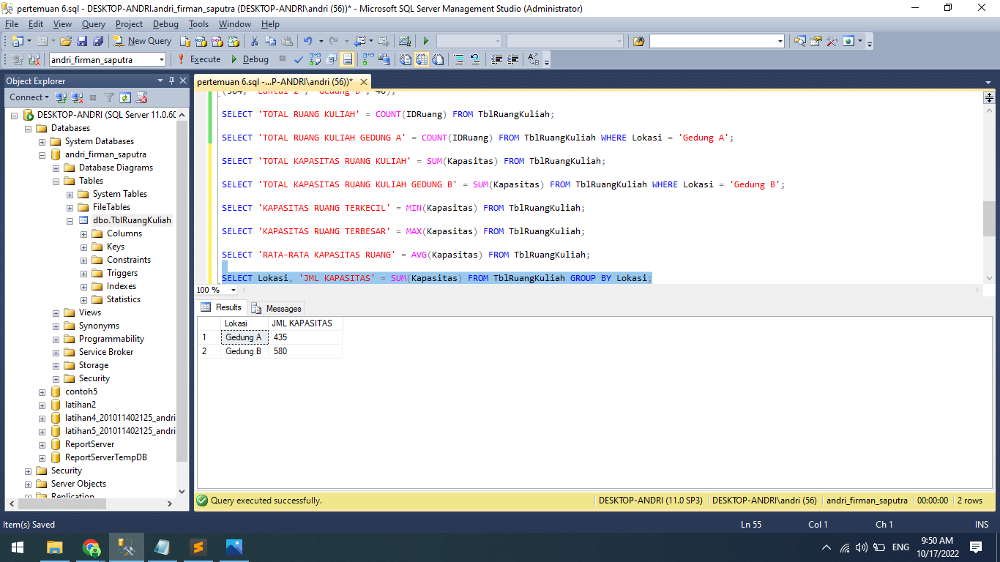 pertemuan 6.sql - DESKTOP-ANDRI.andri_firman_saputra (DESKTOP-ANDRI\andri (56))* - Microsoft SQL Server Management Studio (Administrator)
File Edit View Query Project Debug Tools Window Help
New Query
andri_firman_saputra Execute Debug
Object Explorer
Connect
DESKTOP-ANDRI (SQL Server 11.0.60
Databases
System Databases
andri_firman_saputra
Database Diagrams
Tables
System Tables
FileTables
dbo.TblRuangKuliah
Columns
Keys
Constraints
Triggers
Indexes
Statistics
Views
Synonyms
Programmability
Service Broker
Storage
Security
contoh5
latihan2
latihan4_201011402125_andri
latihan5_201011402125_andri
ReportServer
ReportServerTempDB
Security
Server Objects
Replication
pertemuan 6.sql -...P-ANDRI\andri (56))*
SELECT 'TOTAL RUANG KULIAH' = COUNT(IDRuang) FROM TblRuangKuliah;
SELECT 'TOTAL RUANG KULIAH GEDUNG A' = COUNT(IDRuang) FROM TblRuangKuliah WHERE Lokasi = 'Gedung A';
SELECT 'TOTAL KAPASITAS RUANG KULIAH' = SUM(Kapasitas) FROM TblRuangKuliah;
SELECT 'TOTAL KAPASITAS RUANG KULIAH GEDUNG B' = SUM(Kapasitas) FROM TblRuangKuliah WHERE Lokasi = 'Gedung B';
SELECT 'KAPASITAS RUANG TERKECIL' = MIN(Kapasitas) FROM TblRuangKuliah;
SELECT 'KAPASITAS RUANG TERBESAR' = MAX(Kapasitas) FROM TblRuangKuliah;
SELECT 'RATA-RATA KAPASITAS RUANG' = AVG(Kapasitas) FROM TblRuangKuliah;
SELECT Lokasi, 'JML KAPASITAS' = SUM(Kapasitas) FROM TblRuangKuliah GROUP BY Lokasi;
100 %
Results Messages
Lokasi JML KAPASITAS
1 Gedung A 435
2 Gedung B 580
Query executed successfully. DESKTOP-ANDRI (11.0 SP3) DESKTOP-ANDRI\andri (56) andri_firman_saputra 00:00:00 2 rows
Item(s) Saved Ln 55 Col 1 Ch 1 INS
ENG
9:50 AM
10/17/2022